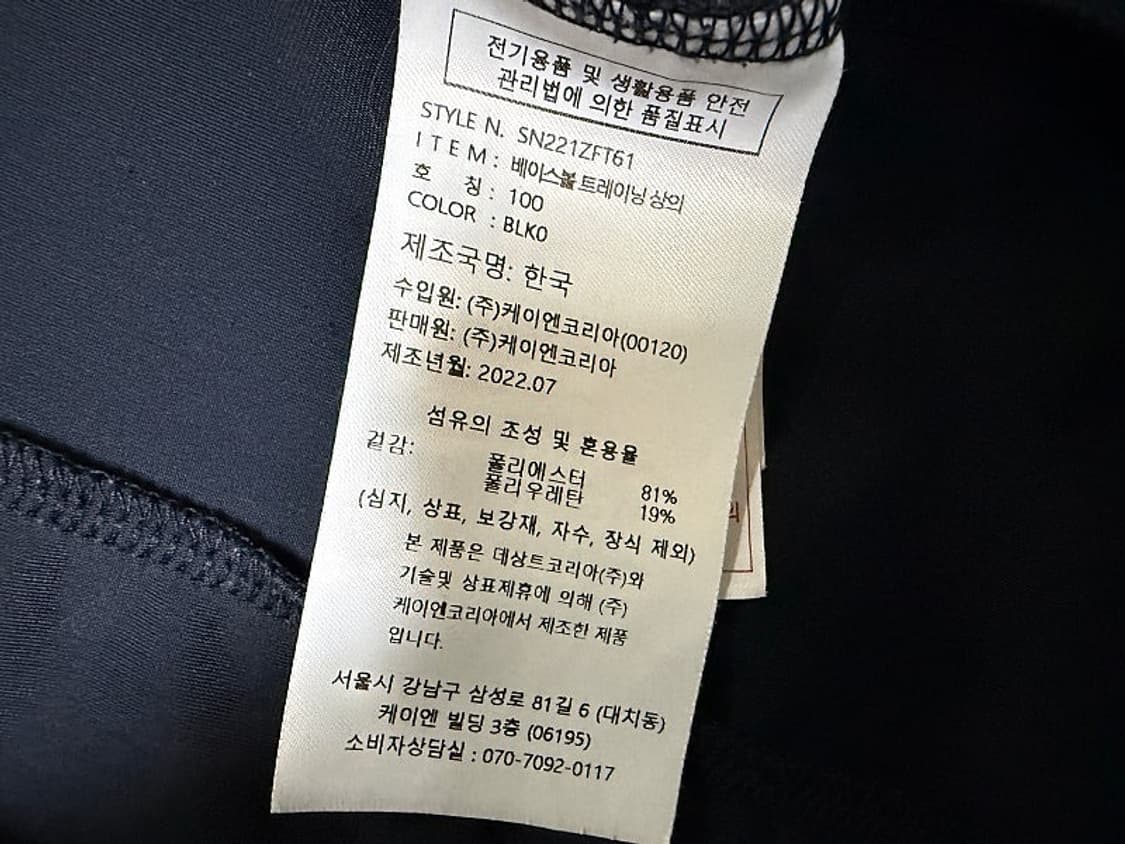 전기용품 및 생활용품 안전
관리법에 의한 품질표시
STYLE N. SN221ZFT61
ITEM : 베이스볼 트레이닝 상의
호 칭 : 100
COLOR : BLK0
제조국명: 한국
수입원: (주)케이엔코리아(00120)
판매원: (주)케이엔코리아
제조년월: 2022.07
섬유의 조성 및 혼용율
겉감:
폴리에스터 81%
폴리우레탄 19%
(심지, 상표, 보강재, 자수, 장식 제외)
본 제품은 데상트코리아(주)와
기술및 상표제휴에 의해 (주)
케이엔코리아에서 제조한 제품
입니다.
서울시 강남구 삼성로 81길 6 (대치동)
케이엔 빌딩 3층 (06195)
소비자상담실 : 070-7092-0117
의